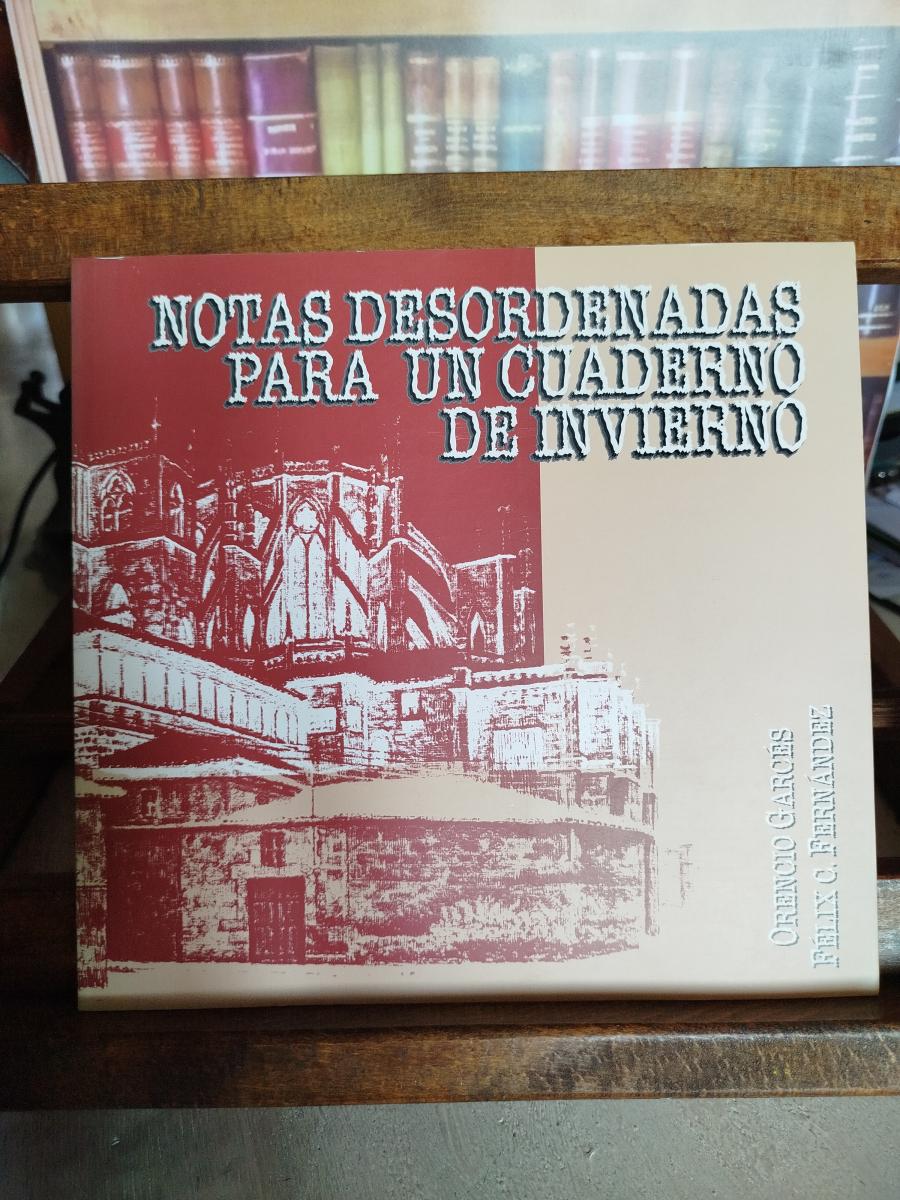 NOTAS DESORDENADAS
PARA UN CUADERNO
DE INVIERNO
ORENCIO GARCÉS
FÉLIX C. FERNÁNDEZ